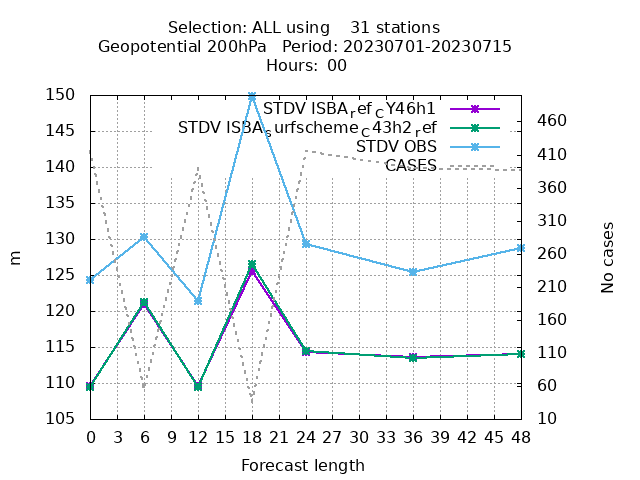 Selection: ALL using    31 stations
Geopotential 200hPa   Period: 20230701-20230715
Hours:  00
STDV ISBA_ref_CY46h1
STDV ISBA_surfscheme_C43h2_ref
STDV OBS
CASES
150
145
140
135
130
125
120
115
110
105
m
460
410
360
310
260
210
160
110
60
10
No cases
0 3 6 9 12 15 18 21 24 27 30 33 36 39 42 45 48
Forecast length